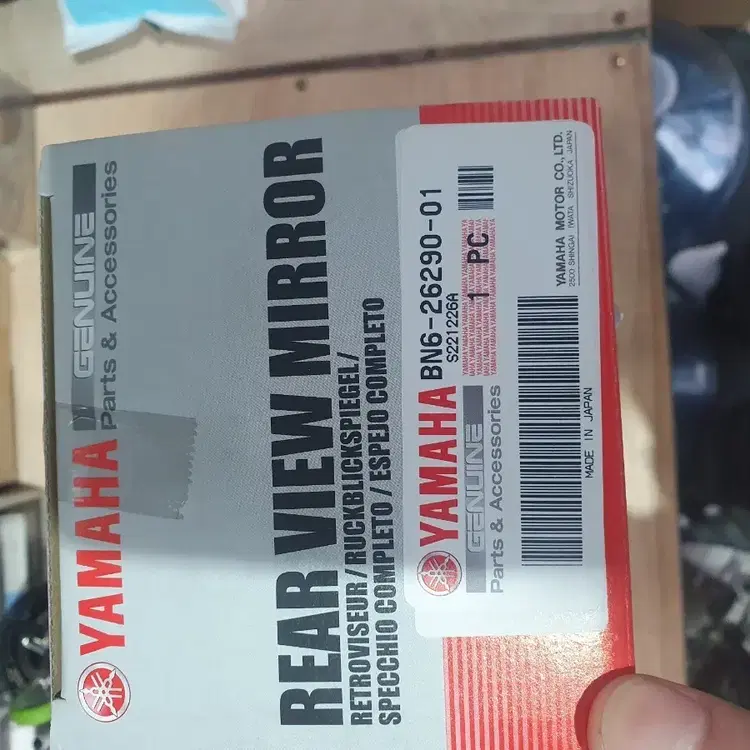 YAMAHA GENUINE
Parts & Accessories
REAR VIEW MIRROR
RETROVISEUR/RUCKBLICKSPIEGEL/
SPECCHIO COMPLETO / ESPEJO COMPLETO
YAMAHA BN6-26290-01
S221226A
GENUINE 1 PC
Parts & Accessories
MADE IN JAPAN
YAMAHA MOTOR CO., LTD.
2500 SHINGAI IWATA SHIZUOKA JAPAN